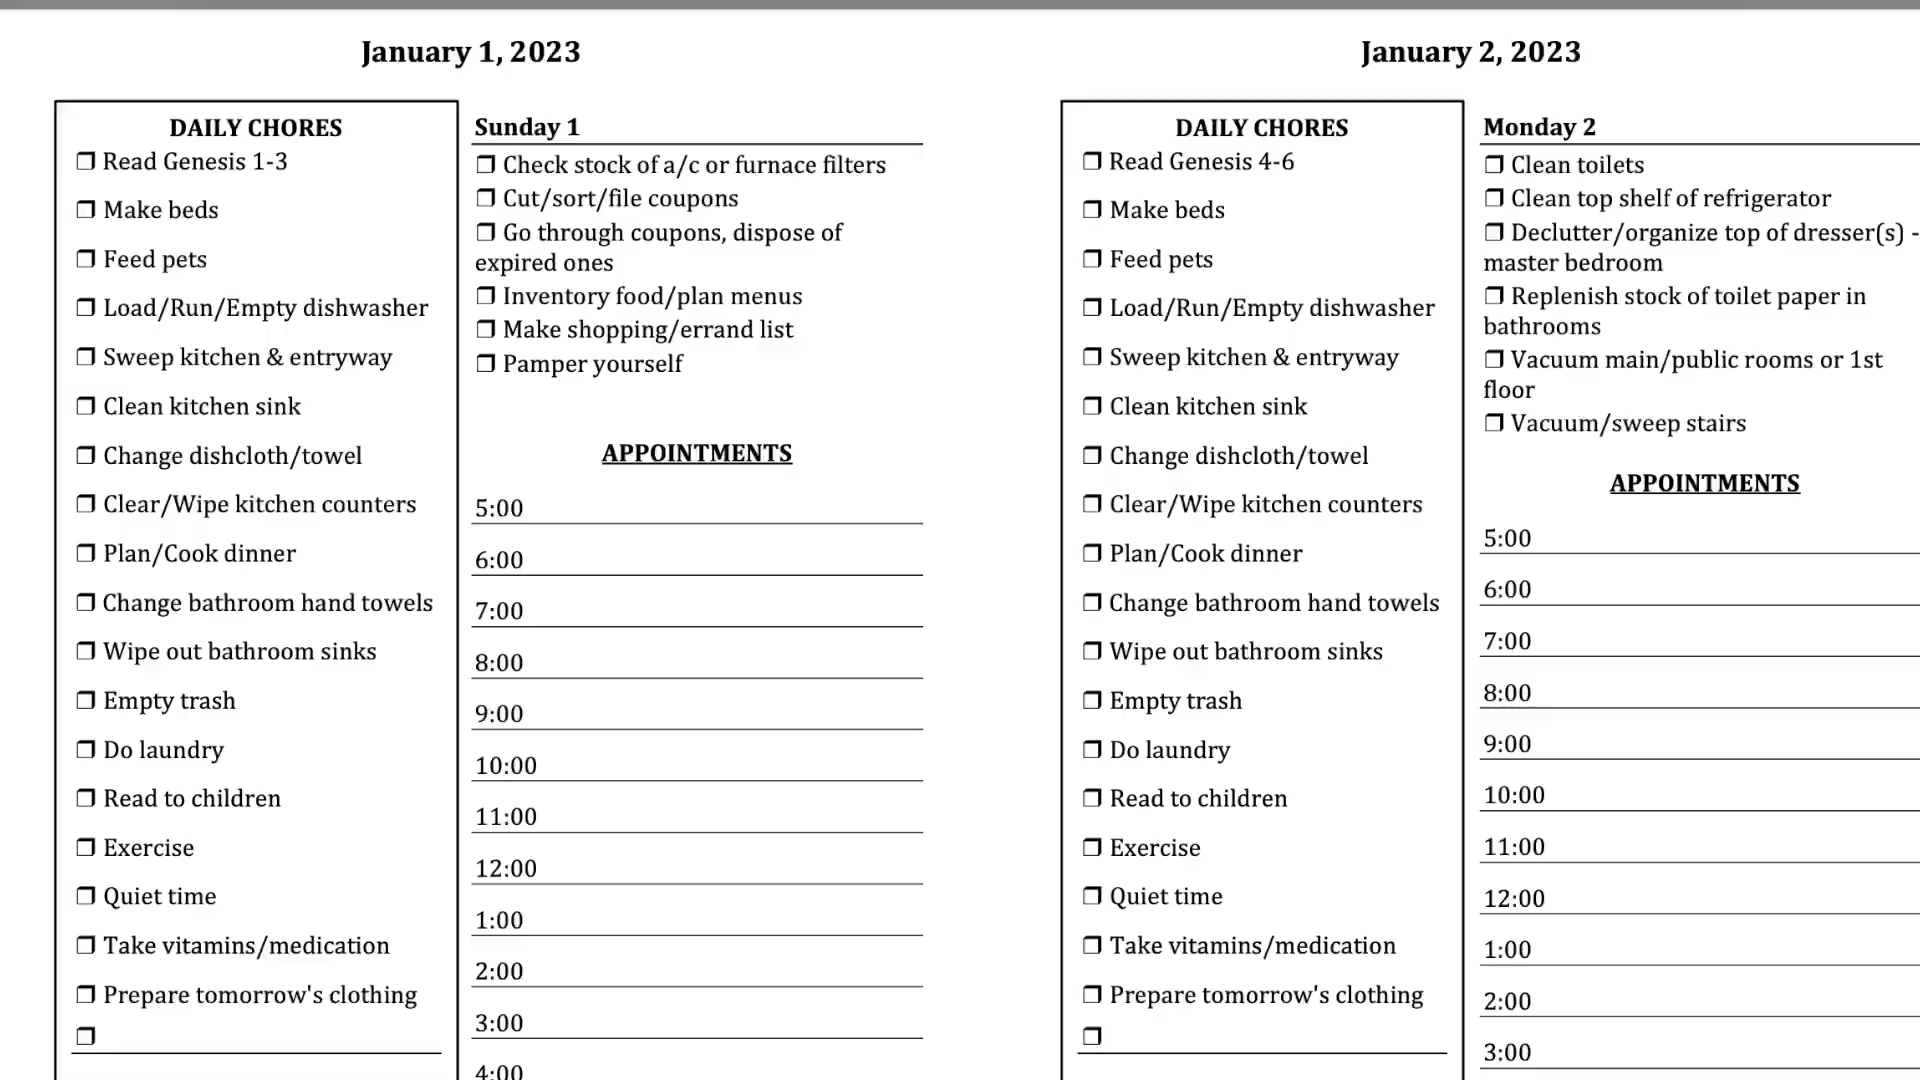 January 1, 2023
DAILY CHORES
❐ Read Genesis 1-3
❐ Make beds
❐ Feed pets
❐ Load/Run/Empty dishwasher
❐ Sweep kitchen & entryway
❐ Clean kitchen sink
❐ Change dishcloth/towel
❐ Clear/Wipe kitchen counters
❐ Plan/Cook dinner
❐ Change bathroom hand towels
❐ Wipe out bathroom sinks
❐ Empty trash
❐ Do laundry
❐ Read to children
❐ Exercise
❐ Quiet time
❐ Take vitamins/medication
❐ Prepare tomorrow's clothing
❐
Sunday 1
❐ Check stock of a/c or furnace filters
❐ Cut/sort/file coupons
❐ Go through coupons, dispose of
expired ones
❐ Inventory food/plan menus
❐ Make shopping/errand list
❐ Pamper yourself
APPOINTMENTS
5:00
6:00
7:00
8:00
9:00
10:00
11:00
12:00
1:00
2:00
3:00
4:00
January 2, 2023
DAILY CHORES
❐ Read Genesis 4-6
❐ Make beds
❐ Feed pets
❐ Load/Run/Empty dishwasher
❐ Sweep kitchen & entryway
❐ Clean kitchen sink
❐ Change dishcloth/towel
❐ Clear/Wipe kitchen counters
❐ Plan/Cook dinner
❐ Change bathroom hand towels
❐ Wipe out bathroom sinks
❐ Empty trash
❐ Do laundry
❐ Read to children
❐ Exercise
❐ Quiet time
❐ Take vitamins/medication
❐ Prepare tomorrow's clothing
❐
Monday 2
❐ Clean toilets
❐ Clean top shelf of refrigerator
❐ Declutter/organize top of dresser(s) -
master bedroom
❐ Replenish stock of toilet paper in
bathrooms
❐ Vacuum main/public rooms or 1st
floor
❐ Vacuum/sweep stairs
APPOINTMENTS
5:00
6:00
7:00
8:00
9:00
10:00
11:00
12:00
1:00
2:00
3:00